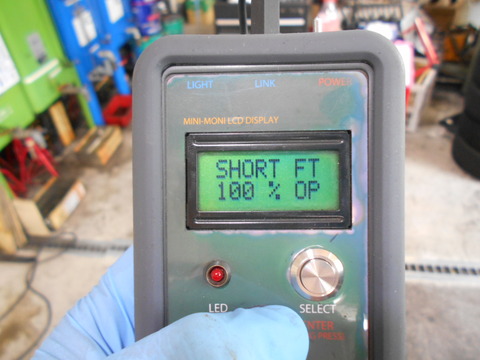 LIGHT LINK POWER
MINI-MONI LCD DISPLAY
SHORT FT
100 % OP
LED SELECT